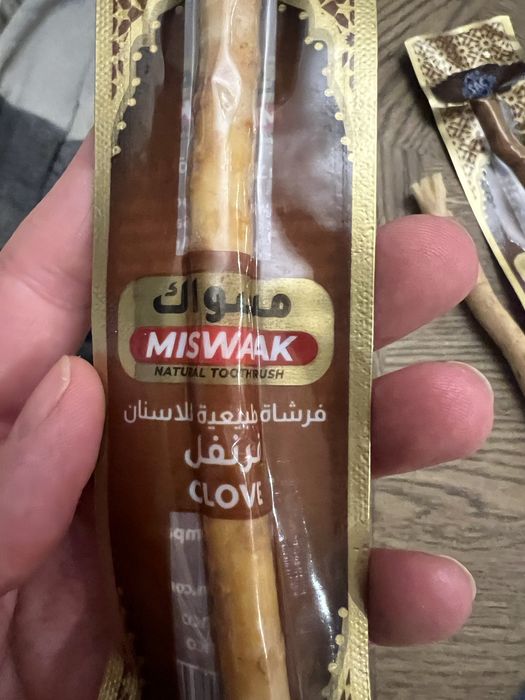 مسواك
MISWAAK
NATURAL TOOTHBRUSH
فرشاة طبيعية للاسنان
قرنفل
CLOVE